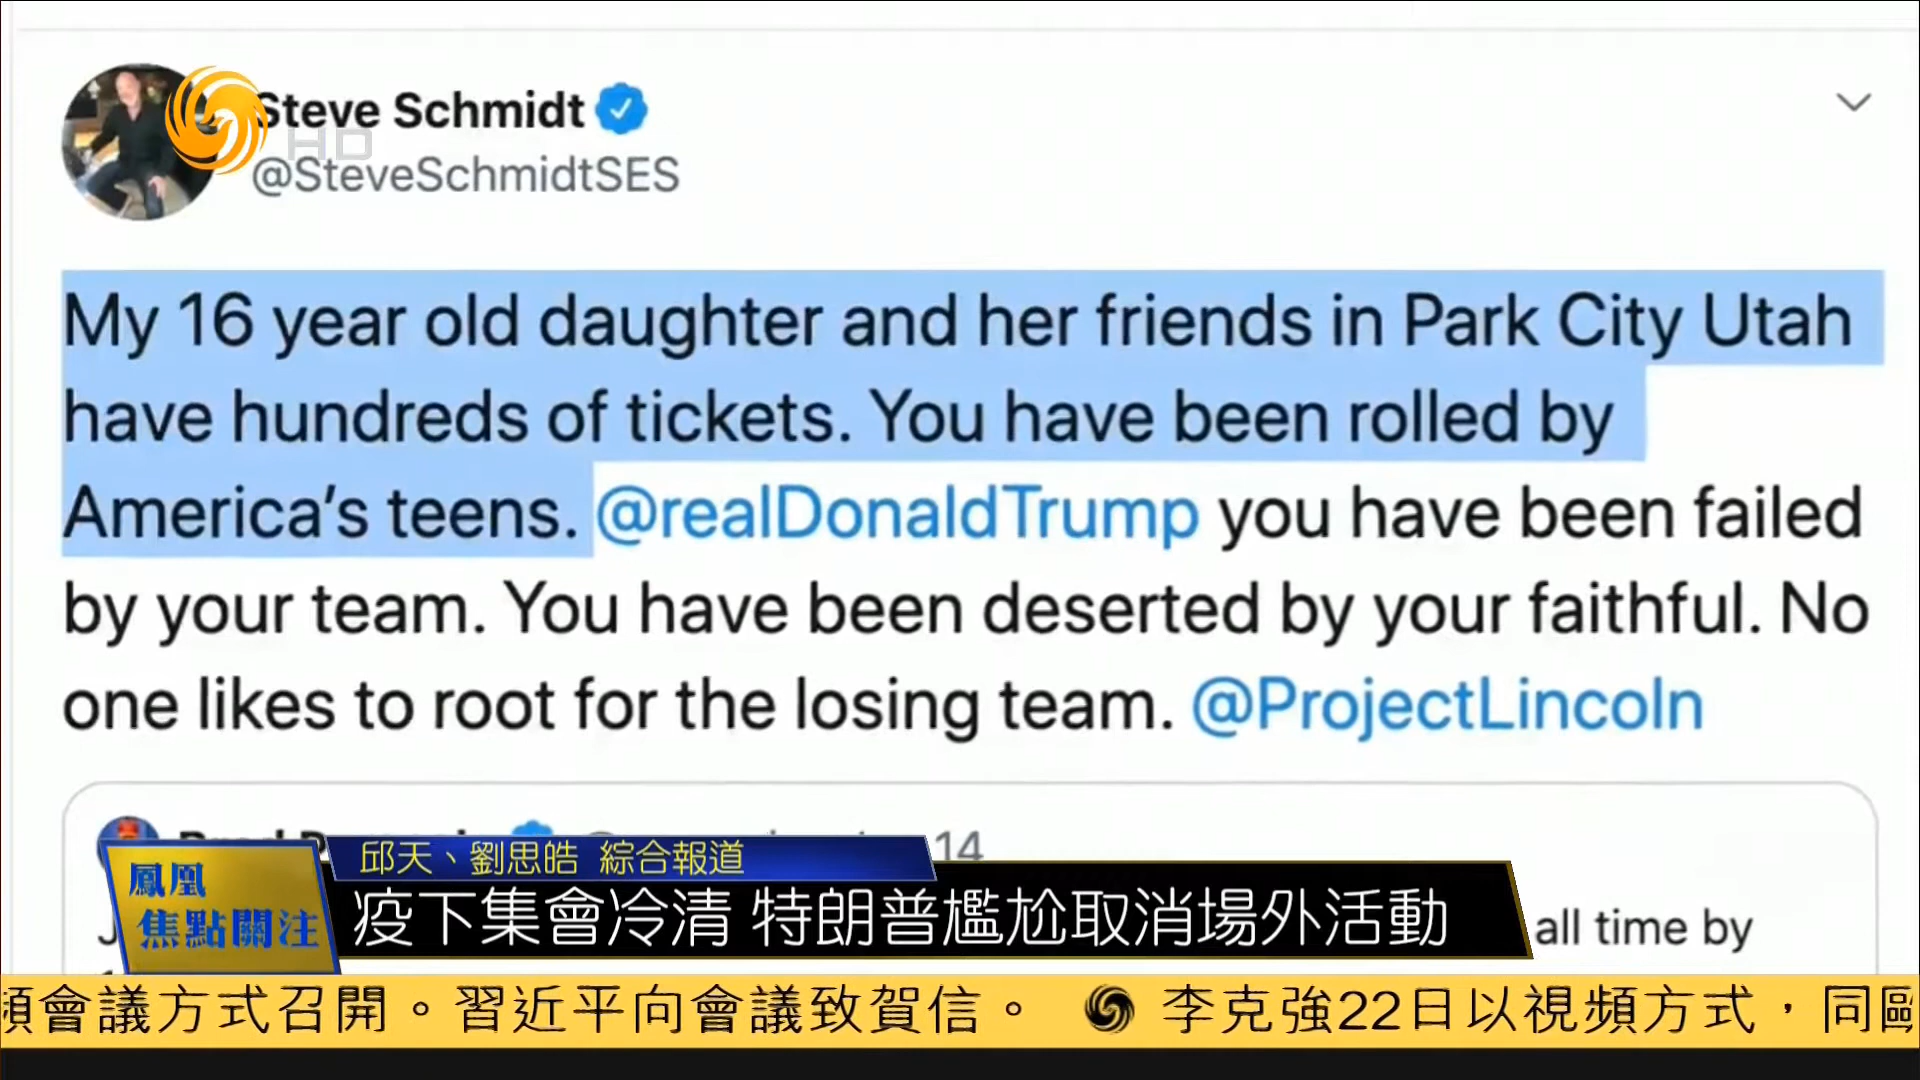 Steve Schmidt
HD
@SteveSchmidtSES
My 16 year old daughter and her friends in Park City Utah
have hundreds of tickets. You have been rolled by
America's teens. @realDonaldTrump you have been failed
by your team. You have been deserted by your faithful. No
one likes to root for the losing team. @ProjectLincoln
14
邱天、劉思皓 綜合報道
鳳凰
焦點關注
疫下集會冷清 特朗普尷尬取消場外活動
all time by
頻會議方式召開。習近平向會議致賀信。 李克強22日以視頻方式，同歐